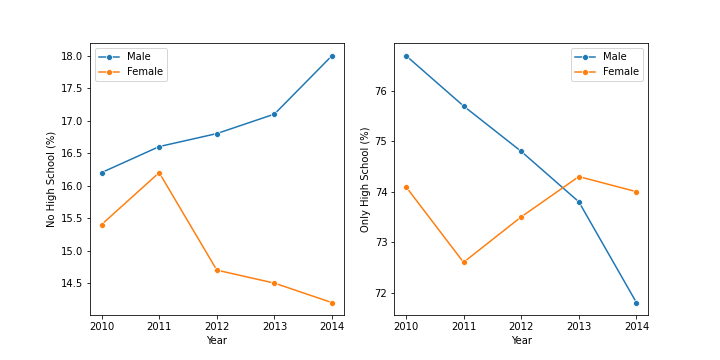 No High School (%)
18.0
17.5
17.0
16.5
16.0
15.5
15.0
14.5
Male
Female
2010 2011 2012 2013 2014
Year
Only High School (%)
76
75
74
73
72
Male
Female
2010 2011 2012 2013 2014
Year